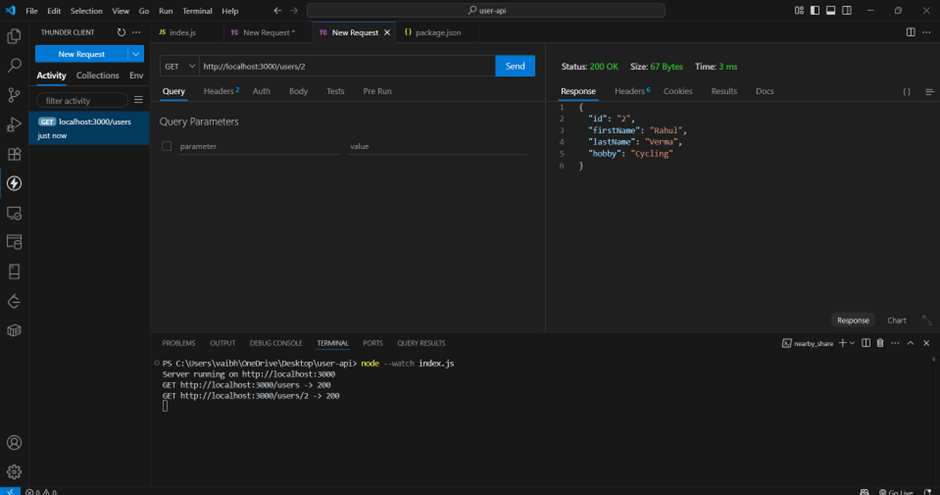 File Edit Selection View Go Run Terminal Help
user-api
THUNDER CLIENT
New Request
Activity Collections Env
filter activity
GET localhost:3000/users
just now
JS index.js
TC New Request
TC New Request
{} package.json
GET http://localhost:3000/users/2 Send
Query Headers 2 Auth Body Tests Pre Run
Query Parameters
parameter value
Status: 200 OK Size: 67 Bytes Time: 3 ms
Response Headers 6 Cookies Results Docs {}
1 {
2 "id": "2",
3 "firstName": "Rahul",
4 "lastName": "Verma",
5 "hobby": "Cycling"
6 }
Response Chart
PROBLEMS OUTPUT DEBUG CONSOLE TERMINAL PORTS QUERY RESULTS
nearby_share
PS C:\Users\vaibh\OneDrive\Desktop\user-api> node --watch index.js
Server running on http://localhost:3000
GET http://localhost:3000/users -> 200
GET http://localhost:3000/users/2 -> 200
0 0
Go Live